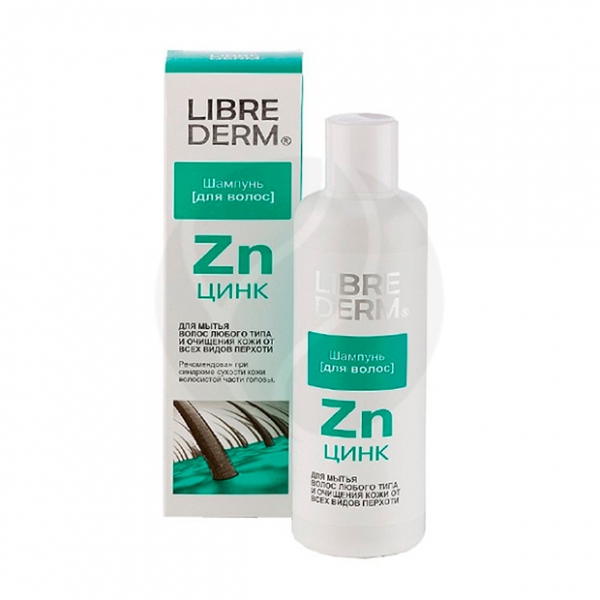 LIBRE
DERM®
Шампунь
[для волос]
Zn
ЦИНК
ДЛЯ МЫТЬЯ
ВОЛОС ЛЮБОГО ТИПА
И ОЧИЩЕНИЯ КОЖИ ОТ
ВСЕХ ВИДОВ ПЕРХОТИ
Рекомендован при
синдроме сухости кожи
волосистой части головы.
LIBRE
DERM®
Шампунь
[для волос]
Zn
ЦИНК
ДЛЯ МЫТЬЯ
ВОЛОС ЛЮБОГО ТИПА
И ОЧИЩЕНИЯ КОЖИ ОТ
ВСЕХ ВИДОВ ПЕРХОТИ